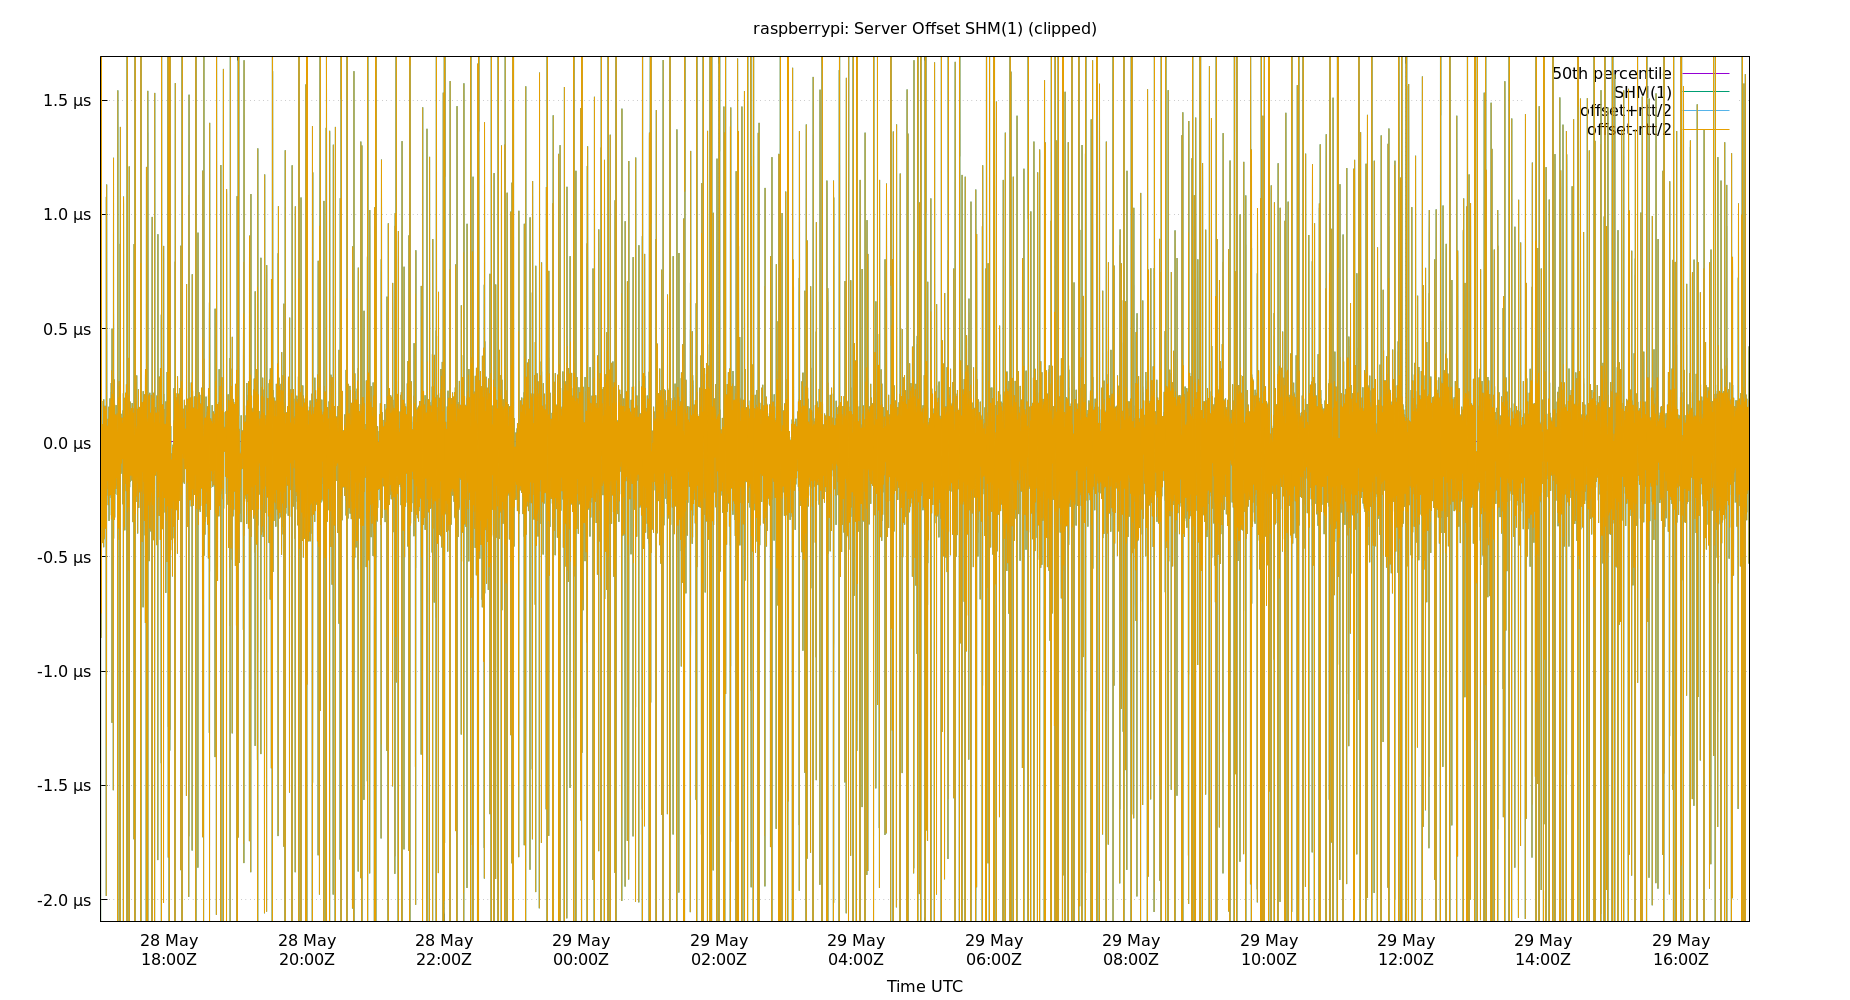 raspberrypi: Server Offset SHM(1) (clipped)
50th percentile
SHM(1)
offset+rtt/2
offset-rtt/2
1.5 µs
1.0 µs
0.5 µs
0.0 µs
-0.5 µs
-1.0 µs
-1.5 µs
-2.0 µs
28 May 28 May 28 May 29 May 29 May 29 May 29 May 29 May 29 May 29 May 29 May 29 May
18:00Z 20:00Z 22:00Z 00:00Z 02:00Z 04:00Z 06:00Z 08:00Z 10:00Z 12:00Z 14:00Z 16:00Z
Time UTC